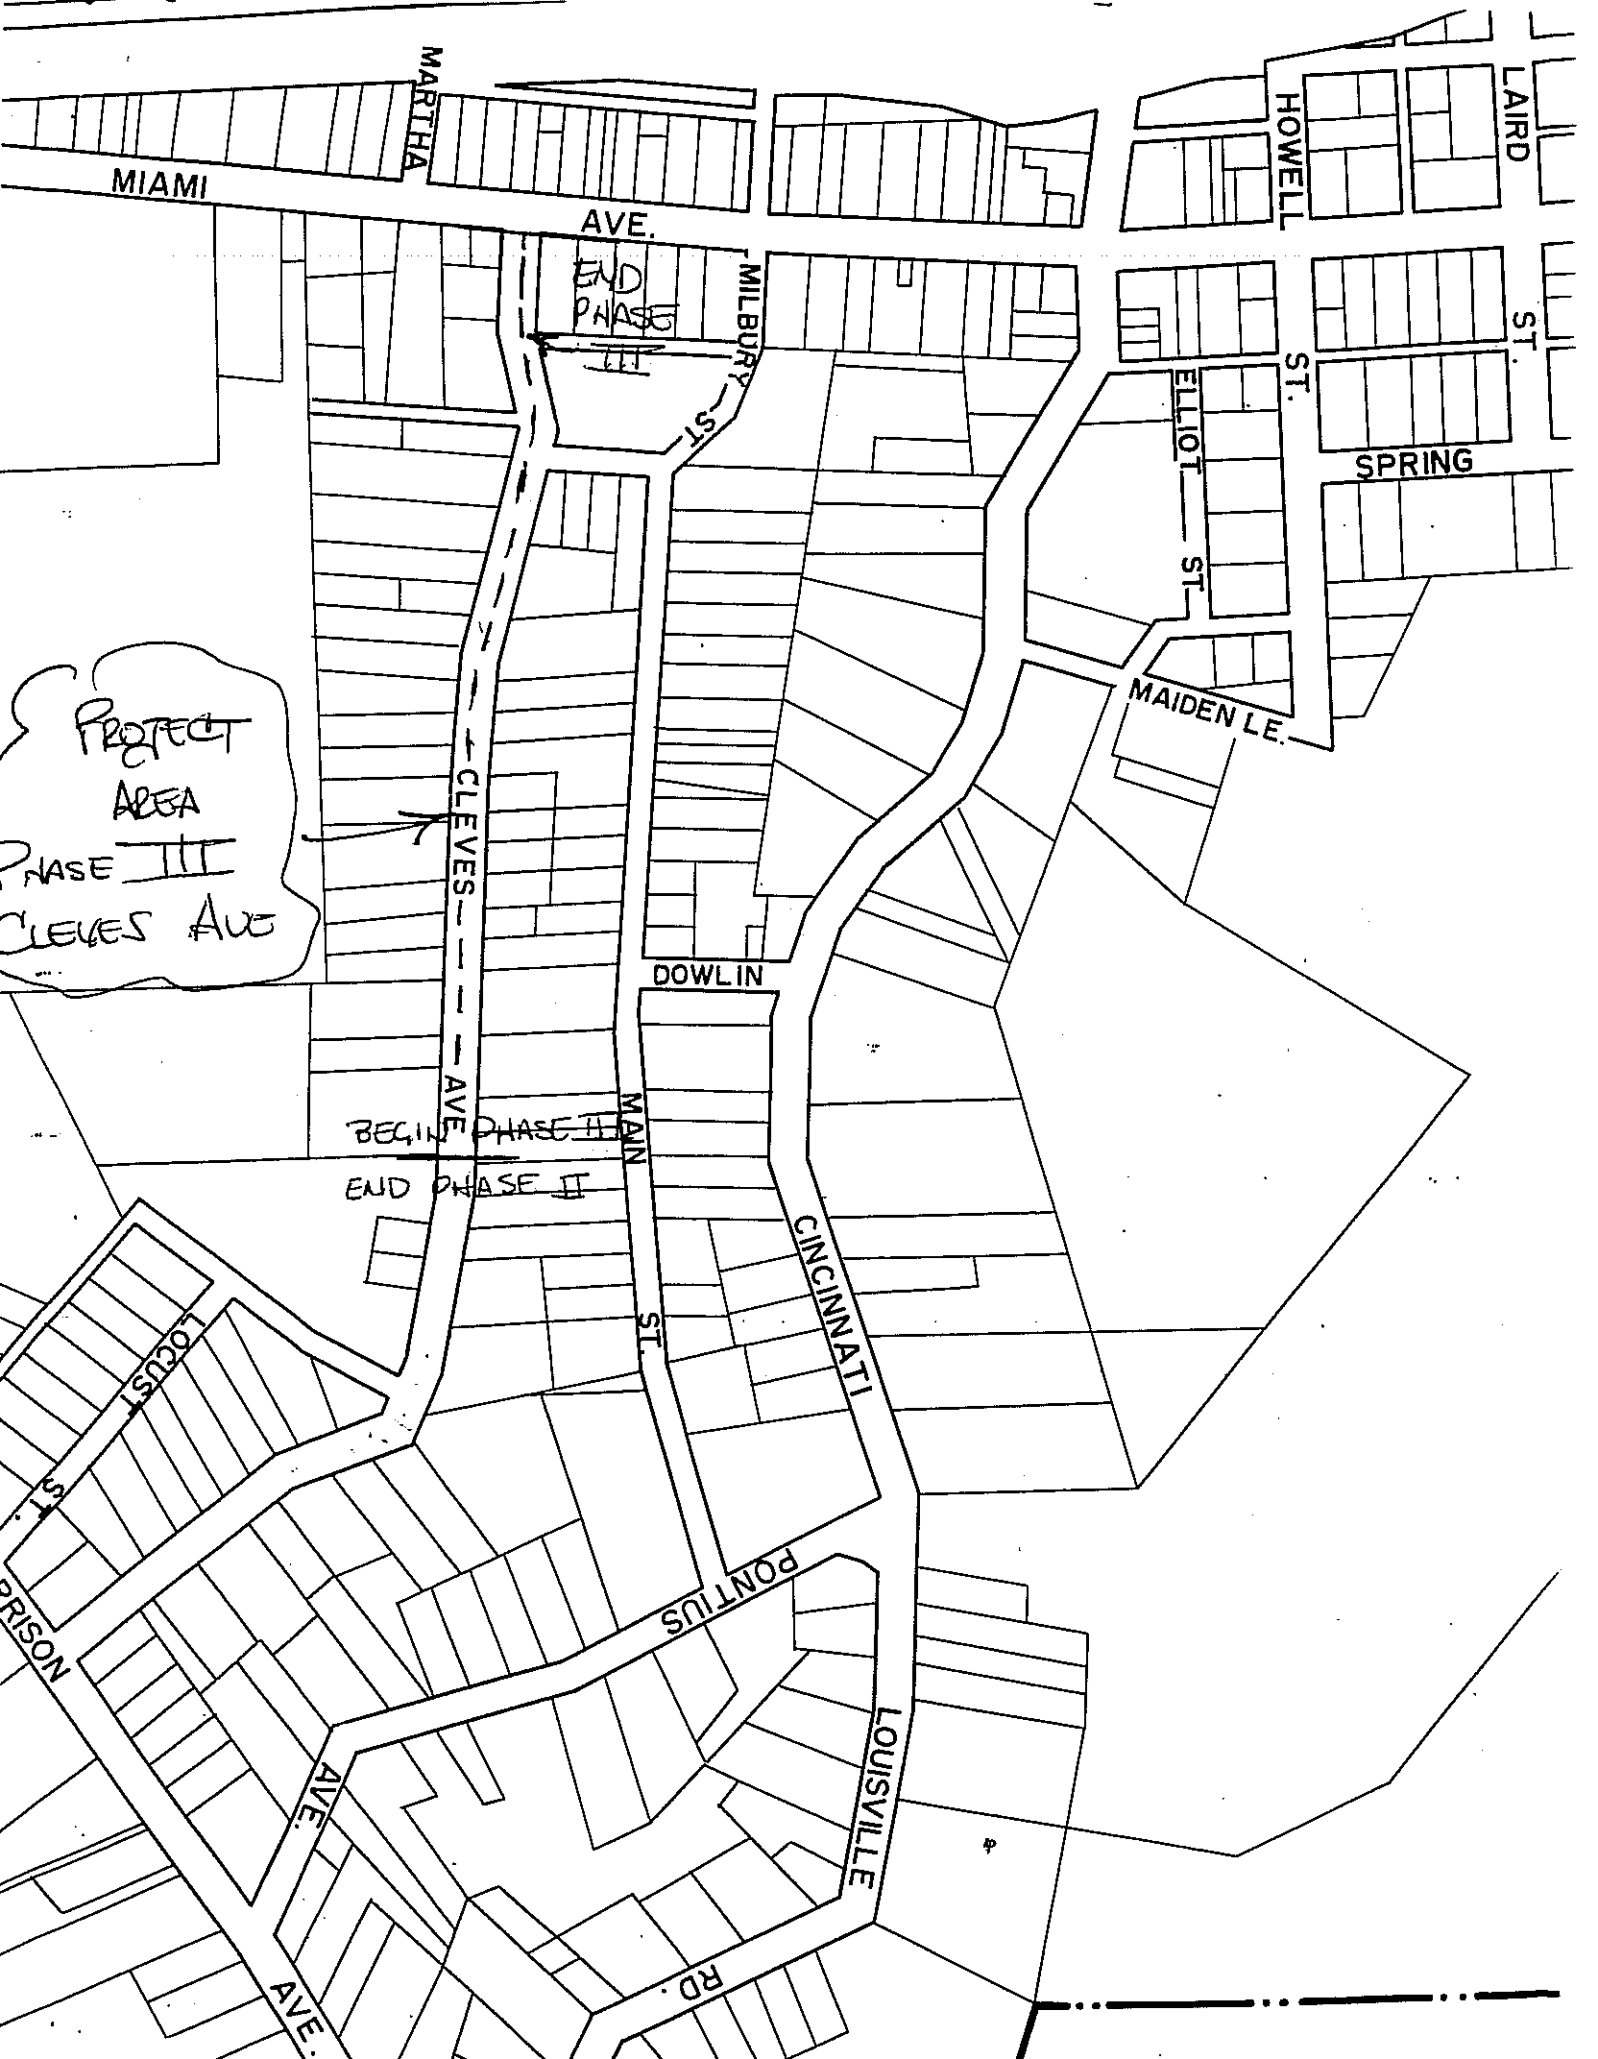 MARTHA
MIAMI
AVE.
HOWELL
ST.
LAIRD
ST.
END
PHASE
III
MILBURY
ST
ELLIOT
ST
SPRING
MAIDEN LE.
PROJECT
AREA
PHASE III
CLEVES AVE
CLEVES
AVE
DOWLIN
BEGIN PHASE III
END PHASE II
MAIN
ST.
CINCINNATI
LOCUST
ST.
PONTIUS
AVE.
RISON
AVE.
LOUISVILLE
RD.